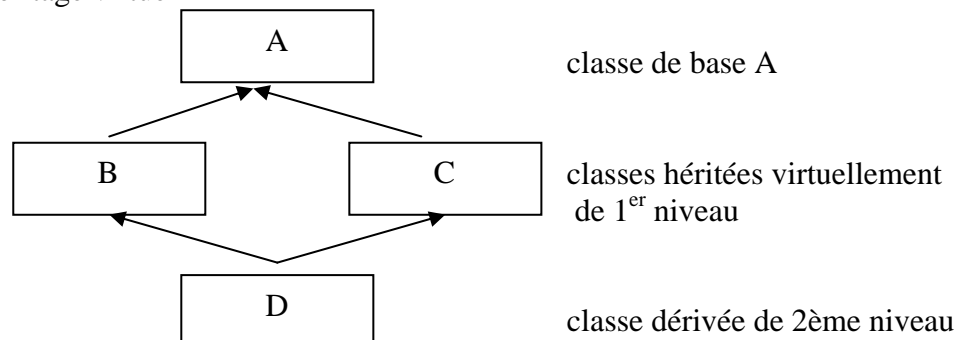 A
classe de base A
B
C
classes héritées virtuellement
de 1er niveau
D
classe dérivée de 2ème niveau